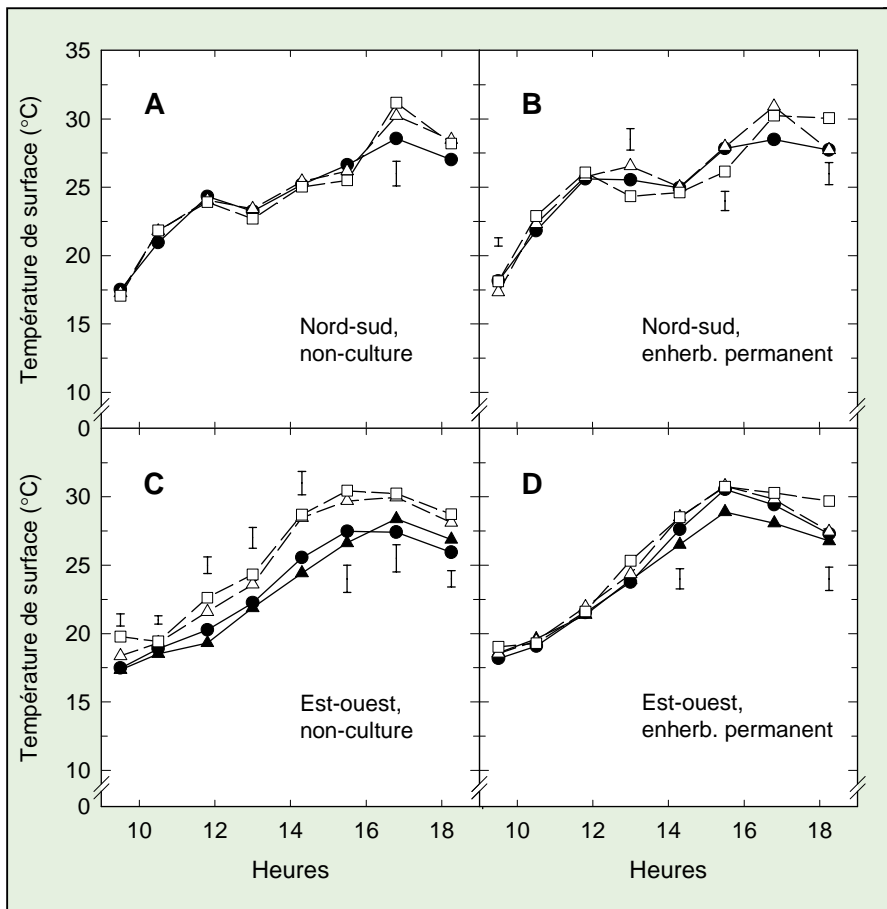 Température de surface (°C)
35
30
25
20
15
10
0
A
Nord-sud,
non-culture
B
Nord-sud,
enherb. permanent
Température de surface (°C)
30
25
20
15
10
0
C
Est-ouest,
non-culture
D
Est-ouest,
enherb. permanent
10 12 14 16 18
10 12 14 16 18
Heures
Heures